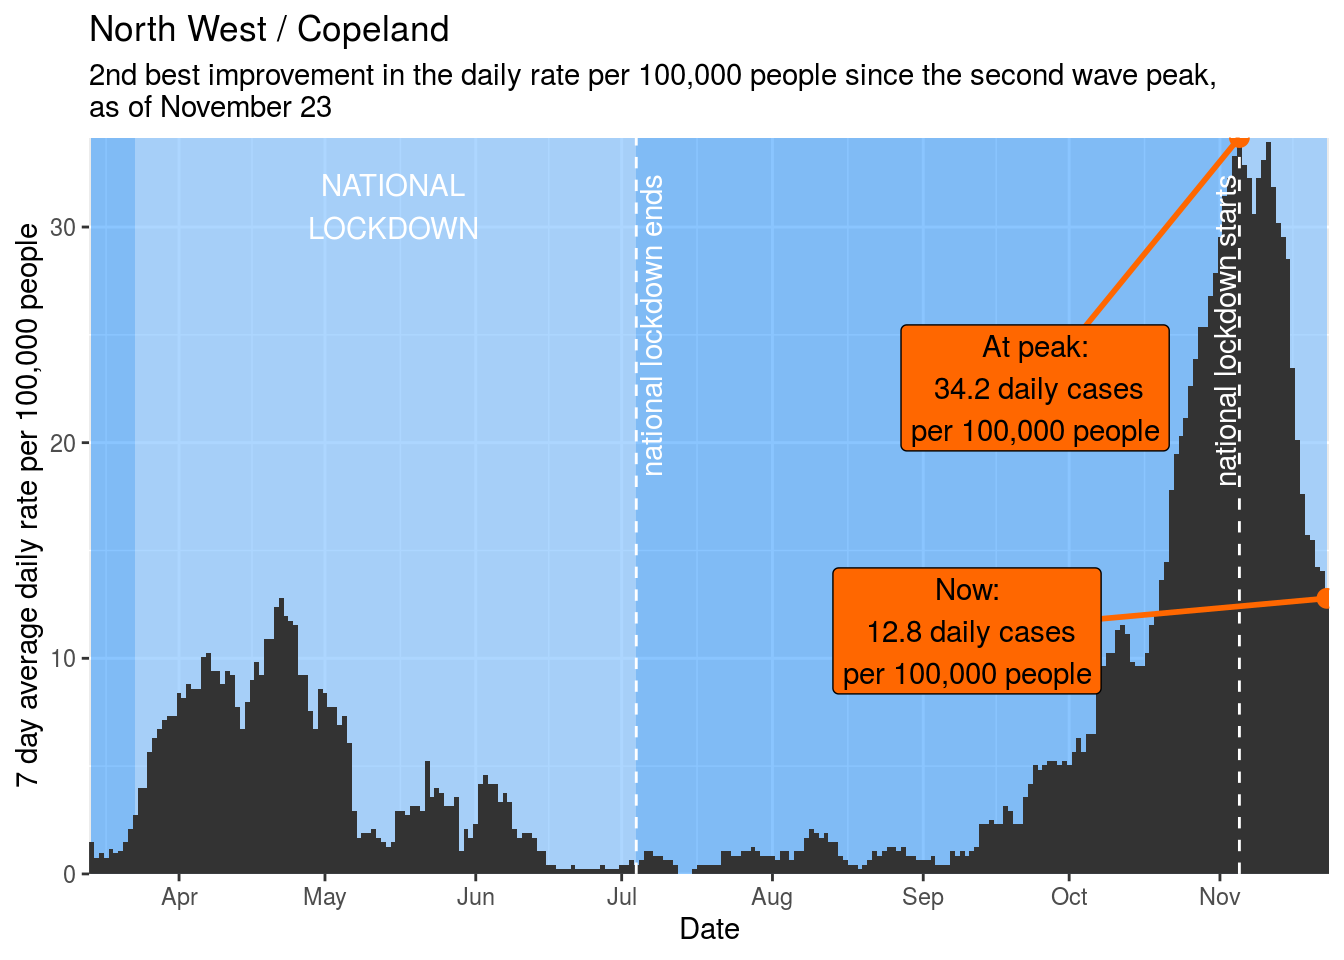 North West / Copeland
2nd best improvement in the daily rate per 100,000 people since the second wave peak,
as of November 23
7 day average daily rate per 100,000 people
30
20
10
0
NATIONAL
LOCKDOWN
national lockdown ends
At peak:
34.2 daily cases
per 100,000 people
national lockdown starts
Now:
12.8 daily cases
per 100,000 people
Apr
May
Jun
Jul
Aug
Sep
Oct
Nov
Date